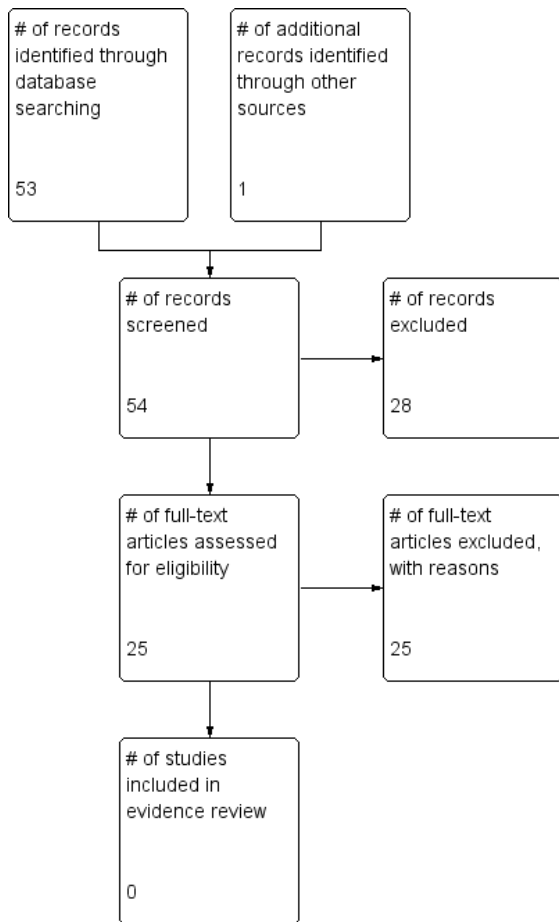 # of records
identified through
database
searching
53
# of additional
records identified
through other
sources
1
# of records
screened
54
# of records
excluded
28
# of full-text
articles assessed
for eligibility
25
# of full-text
articles excluded,
with reasons
25
# of studies
included in
evidence review
0